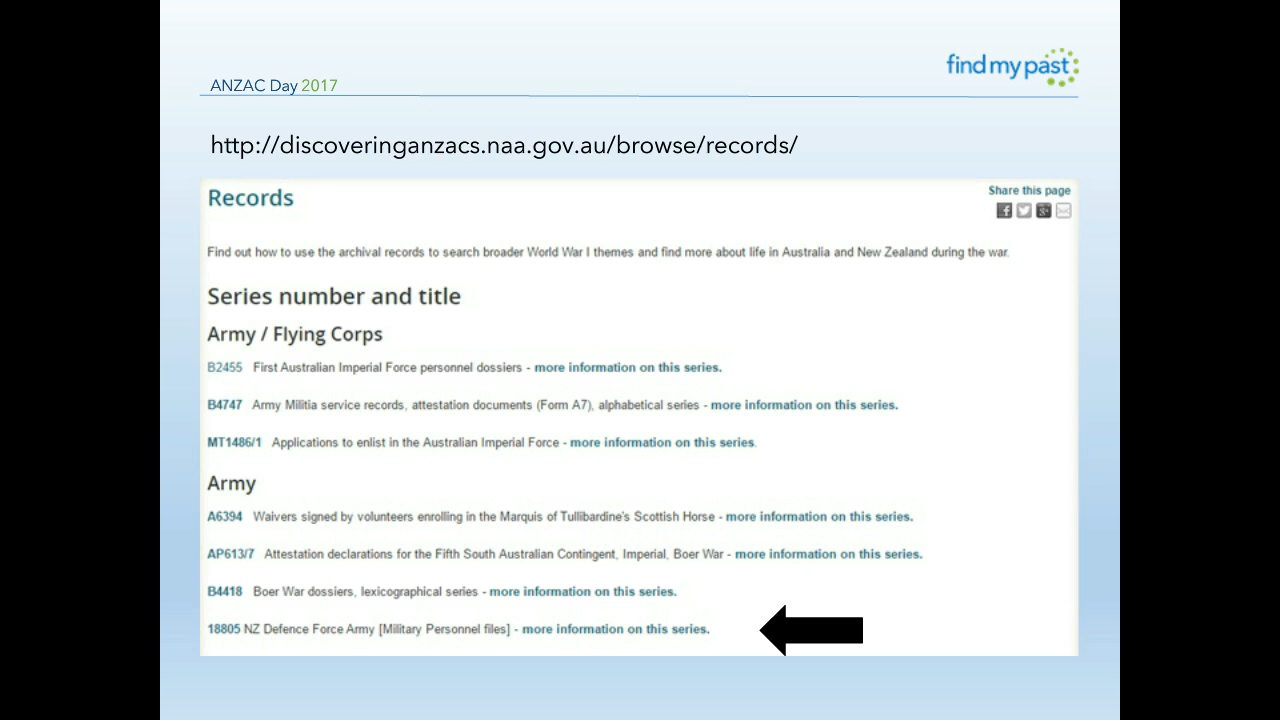 ANZAC Day 2017
findmypast
http://discoveringanzacs.naa.gov.au/browse/records/
Records
Share this page
Find out how to use the archival records to search broader World War I themes and find more about life in Australia and New Zealand during the war.
Series number and title
Army / Flying Corps
B2455 First Australian Imperial Force personnel dossiers - more information on this series.
B4747 Army Militia service records, attestation documents (Form A7), alphabetical series - more information on this series.
MT1486/1 Applications to enlist in the Australian Imperial Force - more information on this series.
Army
A6394 Waivers signed by volunteers enrolling in the Marquis of Tullibardine's Scottish Horse - more information on this series.
AP613/7 Attestation declarations for the Fifth South Australian Contingent, Imperial, Boer War - more information on this series.
B4418 Boer War dossiers, lexicographical series - more information on this series.
18805 NZ Defence Force Army [Military Personnel files] - more information on this series.